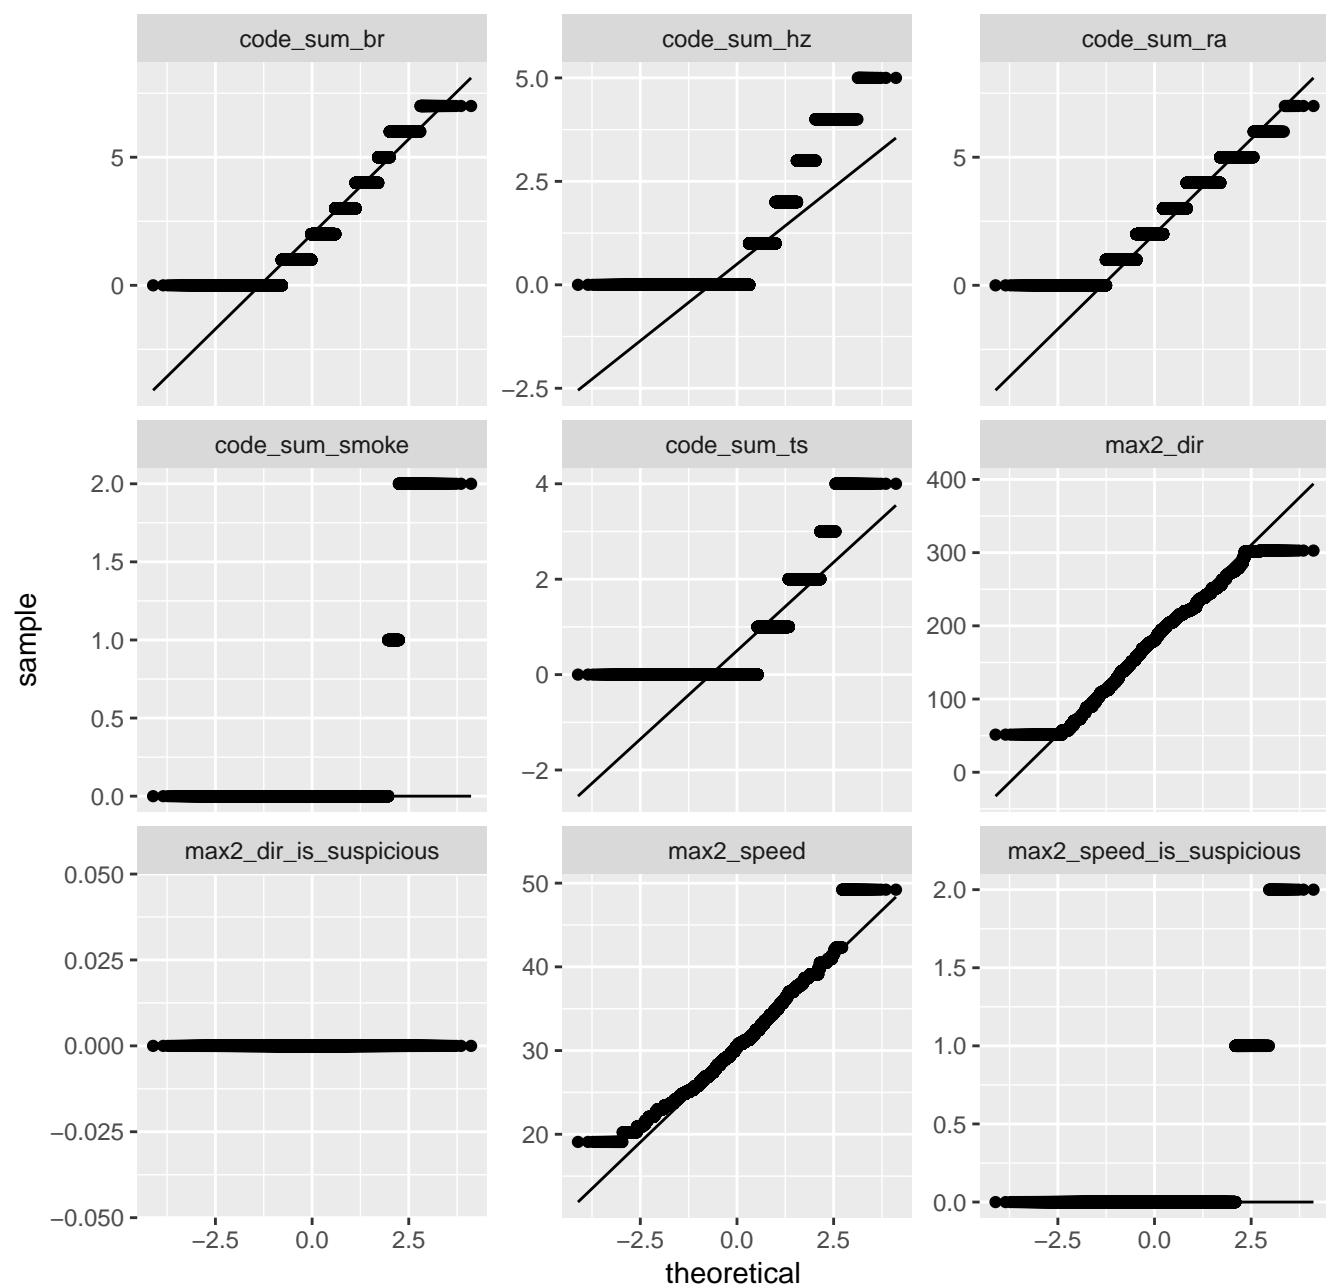 code_sum_br
code_sum_hz
code_sum_ra
5
0
5.0
2.5
0.0
−2.5
5
0
code_sum_smoke
code_sum_ts
max2_dir
2.0
1.5
1.0
0.5
0.0
4
2
0
−2
400
300
200
100
0
max2_dir_is_suspicious
max2_speed
max2_speed_is_suspicious
0.050
0.025
0.000
−0.025
−0.050
50
40
30
20
2.0
1.5
1.0
0.5
0.0
−2.5 0.0 2.5
−2.5 0.0 2.5
−2.5 0.0 2.5
theoretical
sample